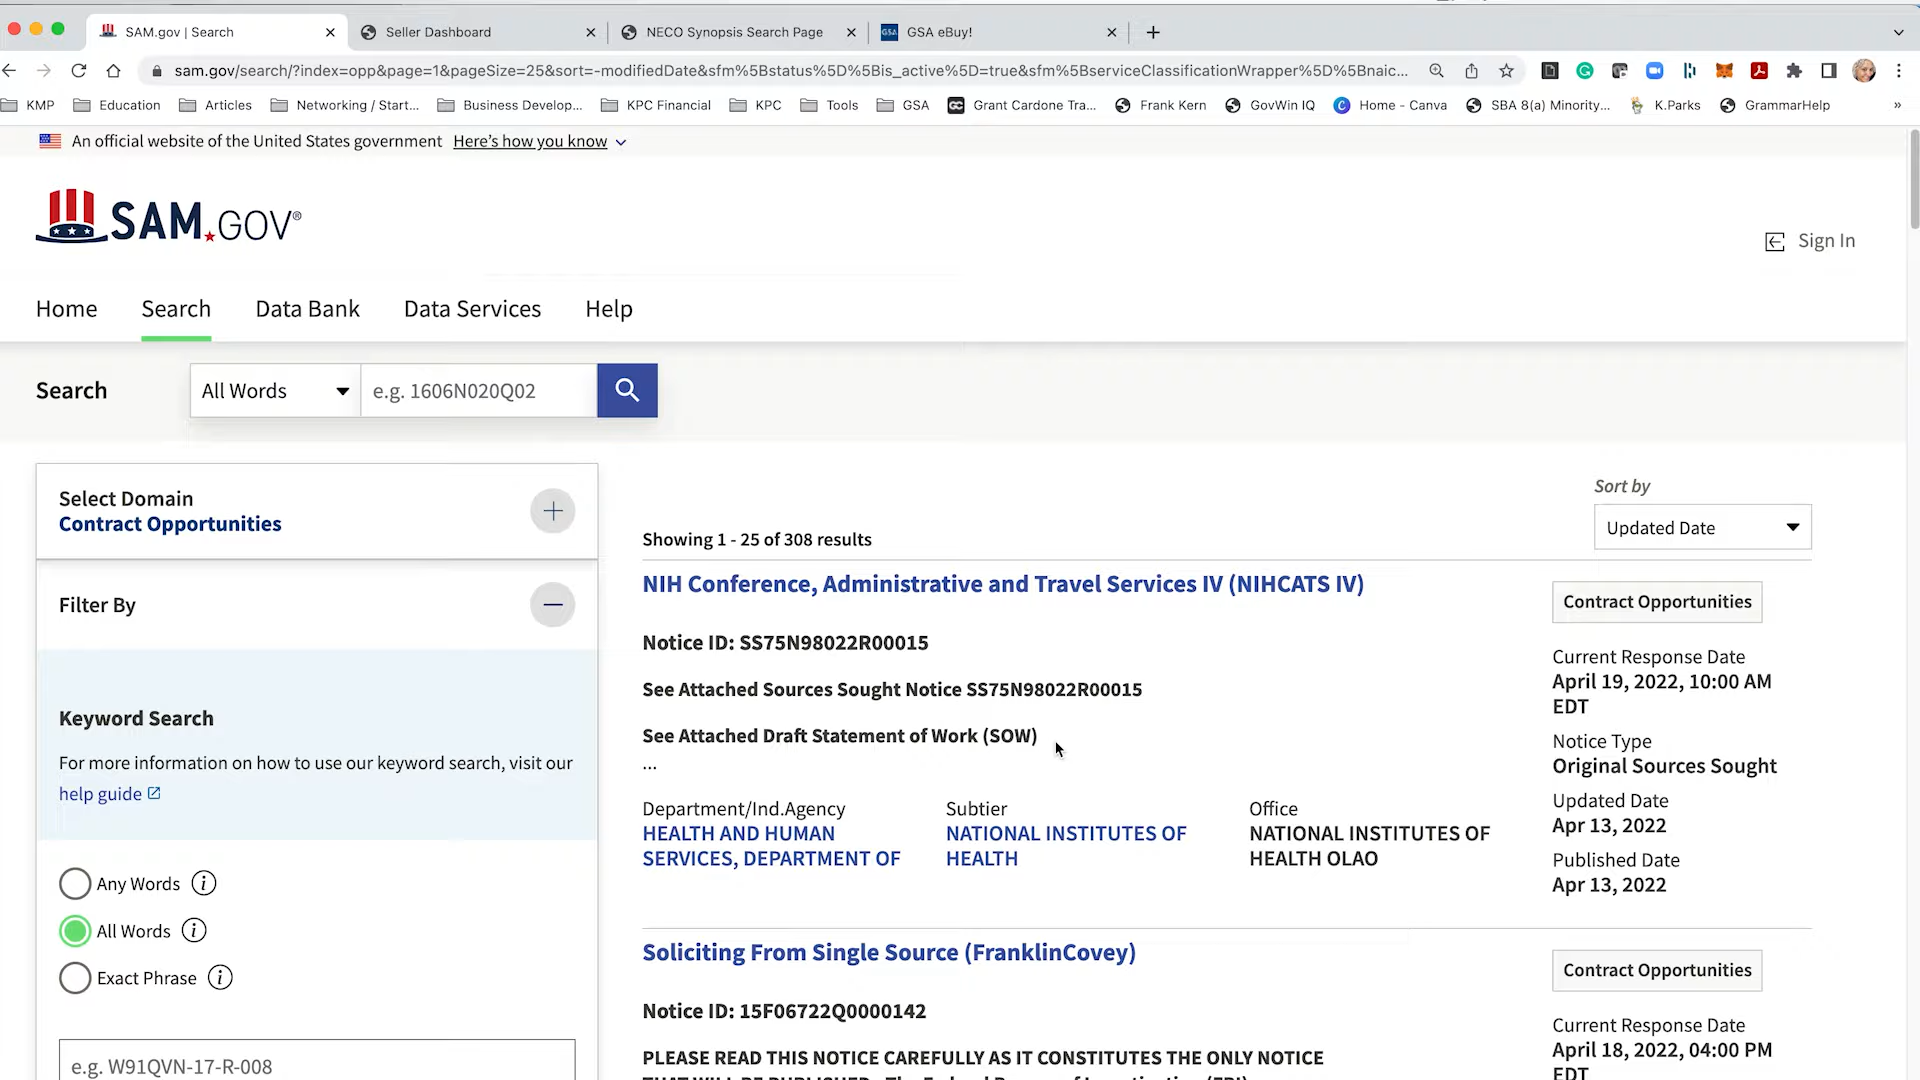 SAM.gov | Search
Seller Dashboard
NECO Synopsis Search Page
GSA
GSA eBuy!
sam.gov/search/?index=opp&page=1&pageSize=25&sort=-modifiedDate&sfm%5Bstatus%5D%5Bis_active%5D=true&sfm%5BserviceClassificationWrapper%5D%5Bnaic...
KMP
Education
Articles
Networking / Start...
Business Develop...
KPC Financial
KPC
Tools
GSA
Grant Cardone Tra...
Frank Kern
GovWin IQ
Home - Canva
SBA 8(a) Minority...
K.Parks
GrammarHelp
»
An official website of the United States government Here's how you know
SAM.GOV®
Sign In
Home
Search
Data Bank
Data Services
Help
Search
All Words
e.g. 1606N020Q02
Select Domain
Contract Opportunities
Filter By
Keyword Search
For more information on how to use our keyword search, visit our
help guide
Any Words
All Words
Exact Phrase
e.g. W91QVN-17-R-008
Sort by
Updated Date
Showing 1 - 25 of 308 results
NIH Conference, Administrative and Travel Services IV (NIHCATS IV)
Notice ID: SS75N98022R00015
See Attached Sources Sought Notice SS75N98022R00015
See Attached Draft Statement of Work (SOW)
...
Department/Ind.Agency
HEALTH AND HUMAN
SERVICES, DEPARTMENT OF
Subtier
NATIONAL INSTITUTES OF
HEALTH
Office
NATIONAL INSTITUTES OF
HEALTH OLAO
Contract Opportunities
Current Response Date
April 19, 2022, 10:00 AM
EDT
Notice Type
Original Sources Sought
Updated Date
Apr 13, 2022
Published Date
Apr 13, 2022
Soliciting From Single Source (FranklinCovey)
Notice ID: 15F06722Q0000142
PLEASE READ THIS NOTICE CAREFULLY AS IT CONSTITUTES THE ONLY NOTICE
THAT WILL BE PUBLISHED
Contract Opportunities
Current Response Date
April 18, 2022, 04:00 PM
EDT